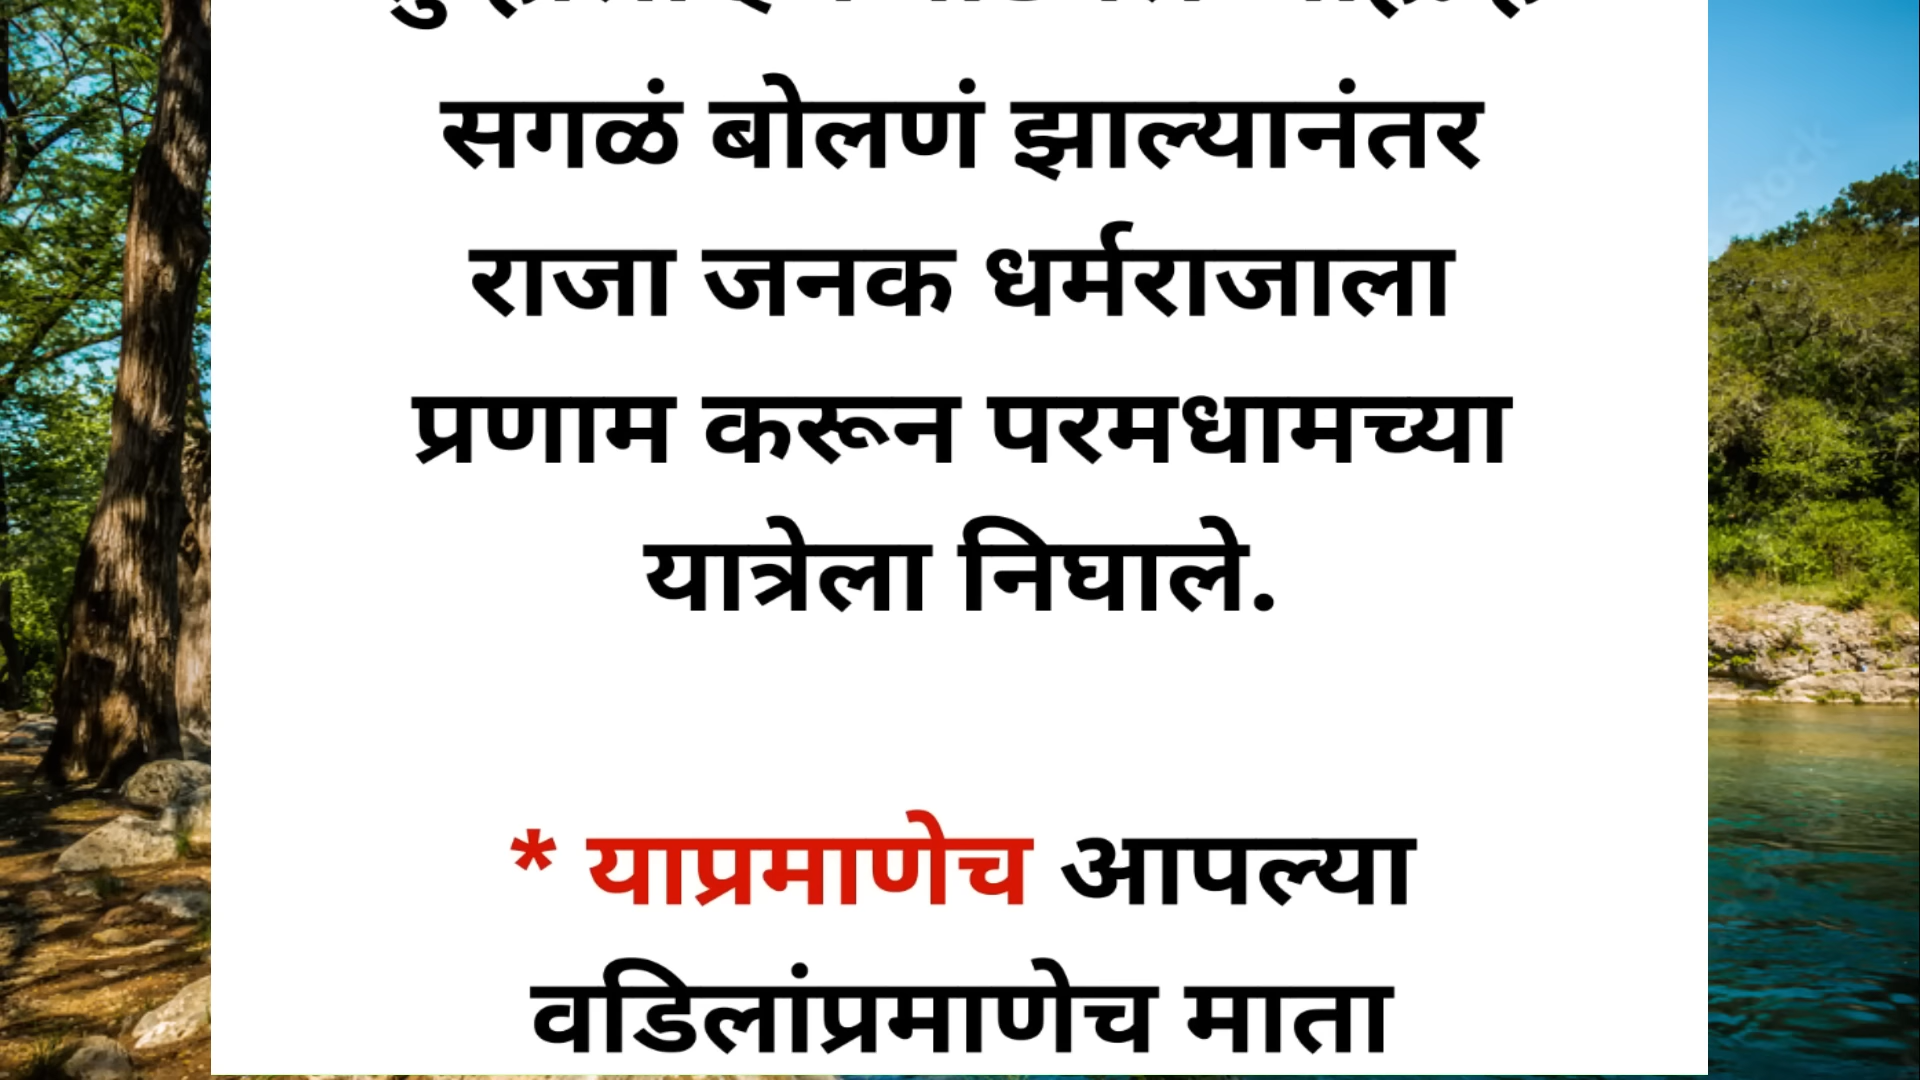 सगळं बोलणं झाल्यानंतर
राजा जनक धर्मराजाला
प्रणाम करून परमधामच्या
यात्रेला निघाले.
* याप्रमाणेच आपल्या
वडिलांप्रमाणेच माता